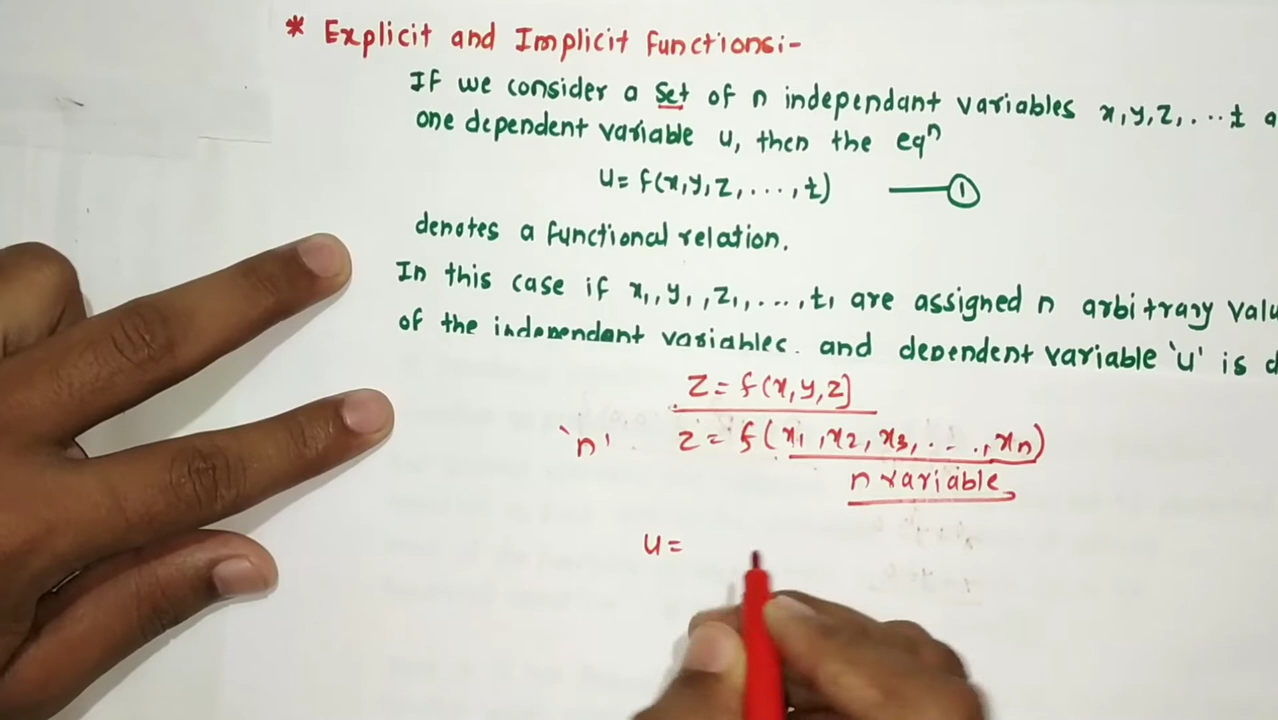 * Explicit and Implicit Functions:-
If we consider a set of n independant variables x,y,z,...t
one dependent variable u, then the eqⁿ
u= f(x,y,z,...,t) ①
denotes a functional relation.
In this case if x₁,y₁,z₁,...,t₁ are assigned n arbitrary valu
of the independent variables. and dependent variable 'u' is d
z = f(x,y,z]
'n' z = f(x1,x2,x3,...,xn)
n variable
u=